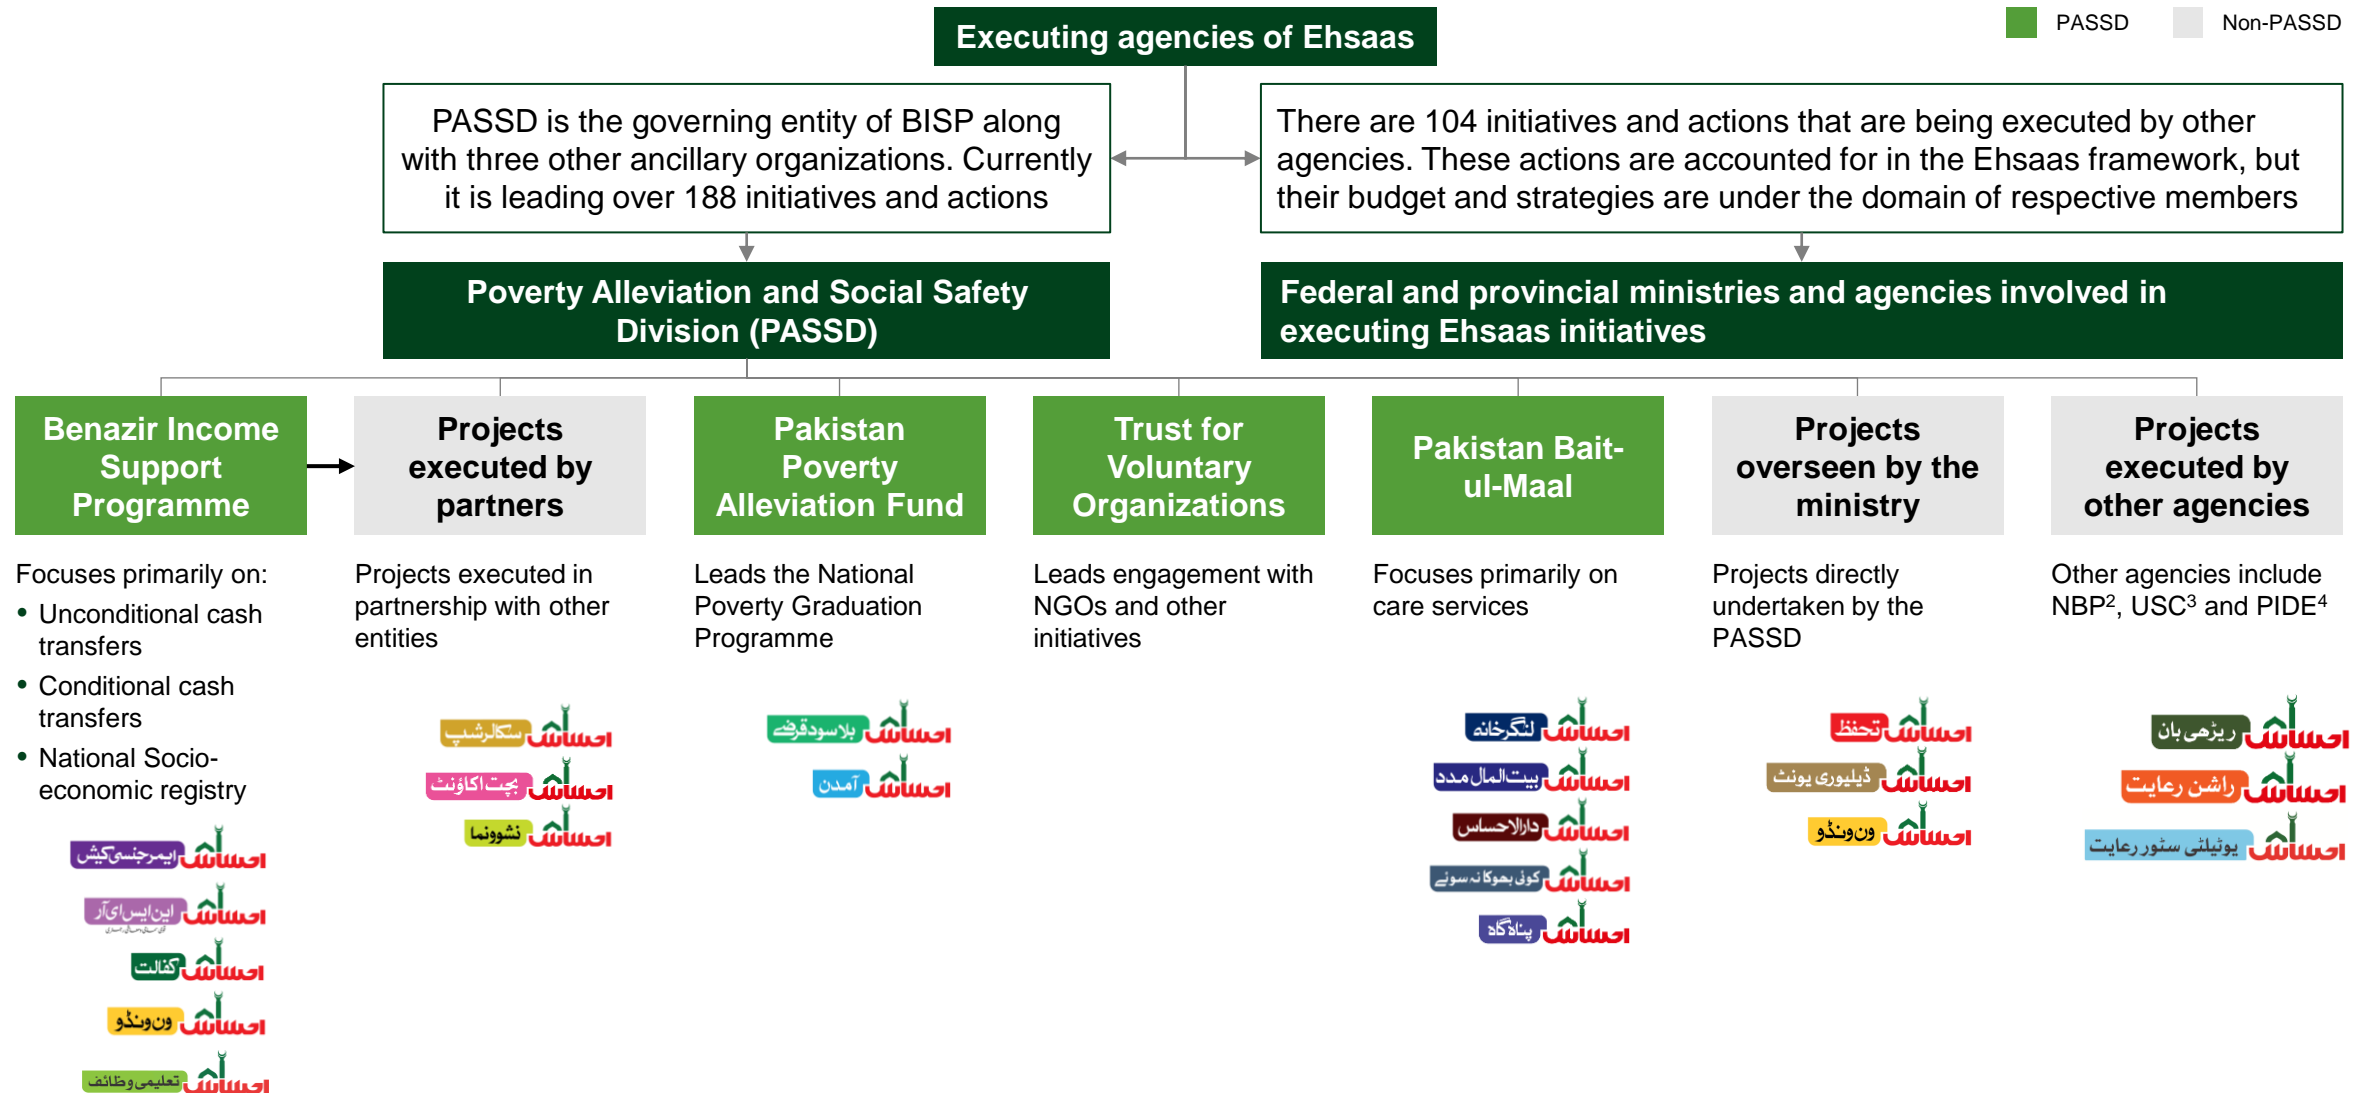 Executing agencies of Ehsaas
PASSD
Non-PASSD
PASSD is the governing entity of BISP along
with three other ancillary organizations. Currently
it is leading over 188 initiatives and actions
There are 104 initiatives and actions that are being executed by other
agencies. These actions are accounted for in the Ehsaas framework, but
their budget and strategies are under the domain of respective members
Poverty Alleviation and Social Safety
Division (PASSD)
Federal and provincial ministries and agencies involved in
executing Ehsaas initiatives
Benazir Income
Support
Programme
Focuses primarily on:
• Unconditional cash
transfers
• Conditional cash
transfers
• National Socio-
economic registry
احساس ایمرجنسی کیش
احساس این ایس ای آر
احساس کفالت
احساس ون ونڈو
احساس تعلیمی وظائف
Projects
executed by
partners
Projects executed in
partnership with other
entities
احساس سکالرشپ
احساس بچت اکاؤنٹ
احساس نشوونما
Pakistan
Poverty
Alleviation Fund
Leads the National
Poverty Graduation
Programme
احساس بلاسود قرضے
احساس آمدن
Trust for
Voluntary
Organizations
Leads engagement with
NGOs and other
initiatives
Pakistan Bait-
ul-Maal
Focuses primarily on
care services
احساس لنگرخانہ
احساس بیت المال مدد
احساس دارالاحساس
احساس کوئی بھوکا نہ سوئے
احساس پناہ گاہ
Projects
overseen by the
ministry
Projects directly
undertaken by the
PASSD
احساس تحفظ
احساس ڈیلیوری یونٹ
احساس ون ونڈو
Projects
executed by
other agencies
Other agencies include
NBP², USC³ and PIDE⁴
احساس ریڑھی بان
احساس راشن رعایت
احساس یوٹیلٹی سٹور رعایت